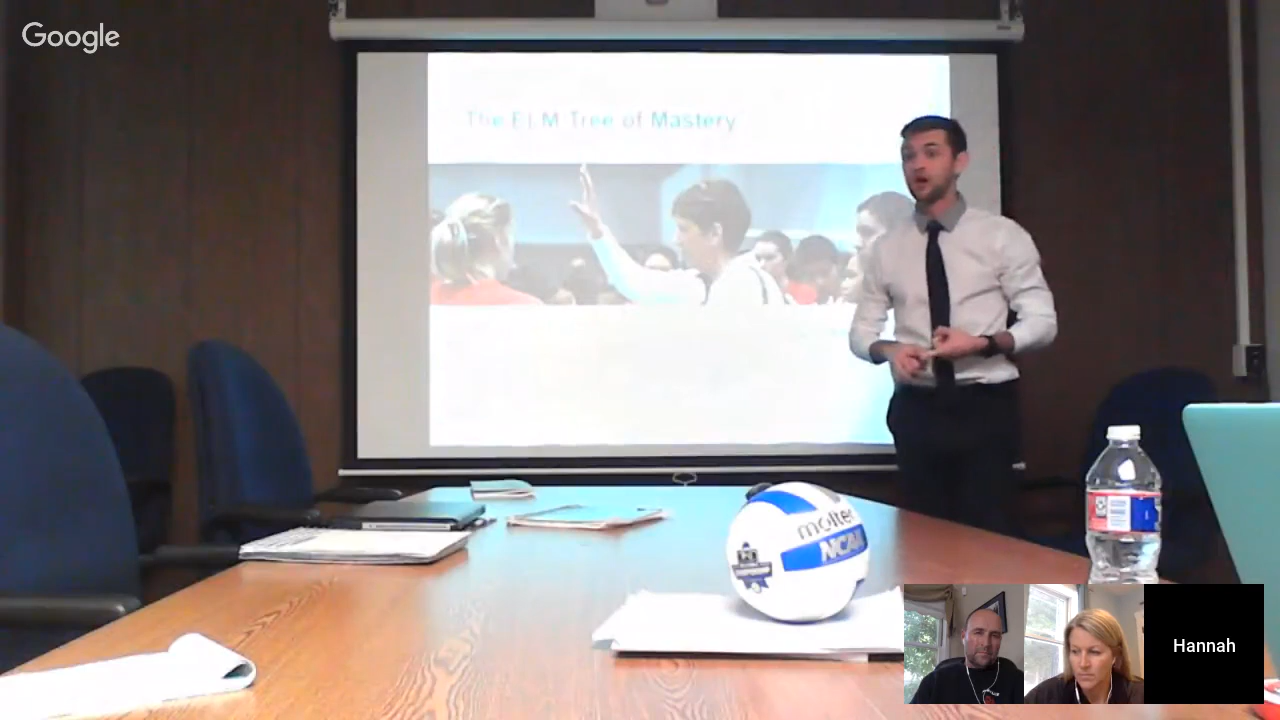 Google
The ELM Tree of Mastery
molten
NCAA
Hannah